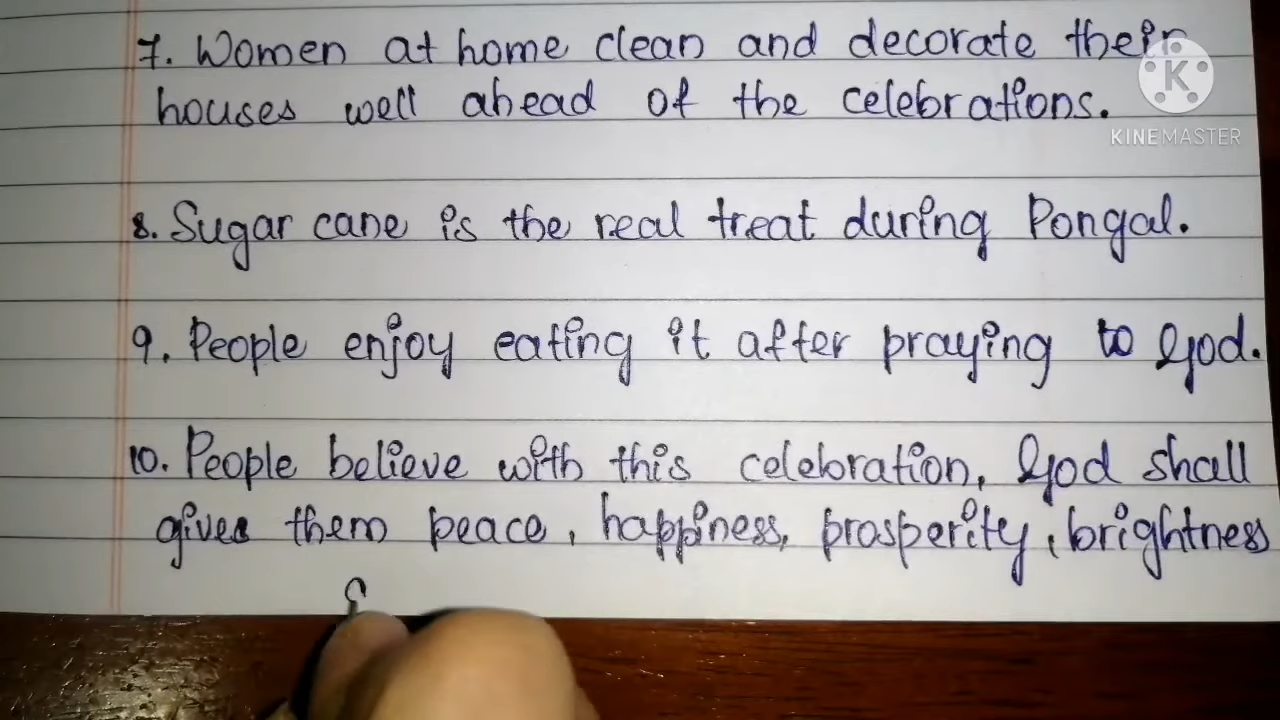 7. Women at home clean and decorate their
houses well ahead of the celebrations.
8. Sugar cane is the real treat during Pongal.
9. People enjoy eating it after praying to God.
10. People believe with this celebration, God shall
gives them peace, happiness, prosperity, brightness
K
KINEMASTER